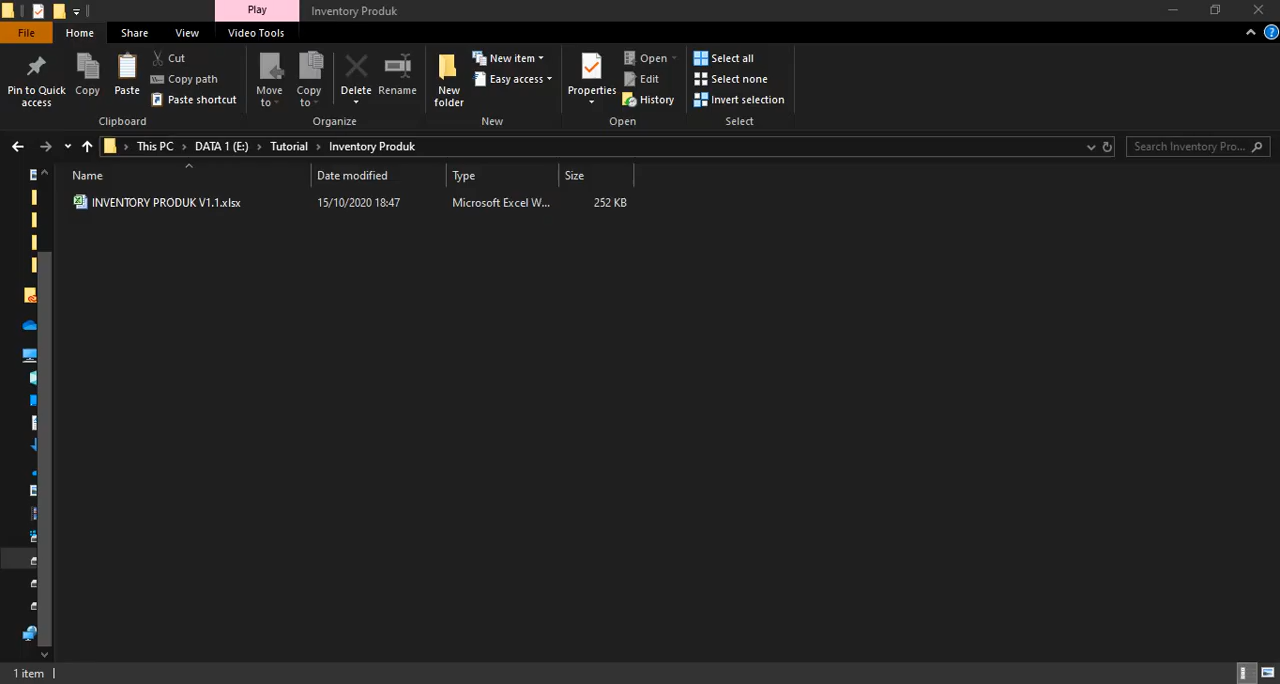 Play
Inventory Produk
File
Home
Share
View
Video Tools
Pin to Quick
access
Copy
Paste
Cut
Copy path
Paste shortcut
Clipboard
Move
to
Copy
to
Delete
Rename
Organize
New
folder
New item
Easy access
New
Properties
Open
Edit
History
Open
Select all
Select none
Invert selection
Select
This PC
DATA 1 (E:)
Tutorial
Inventory Produk
Search Inventory Pro...
Name
Date modified
Type
Size
INVENTORY PRODUK V1.1.xlsx
15/10/2020 18:47
Microsoft Excel W...
252 KB
1 item